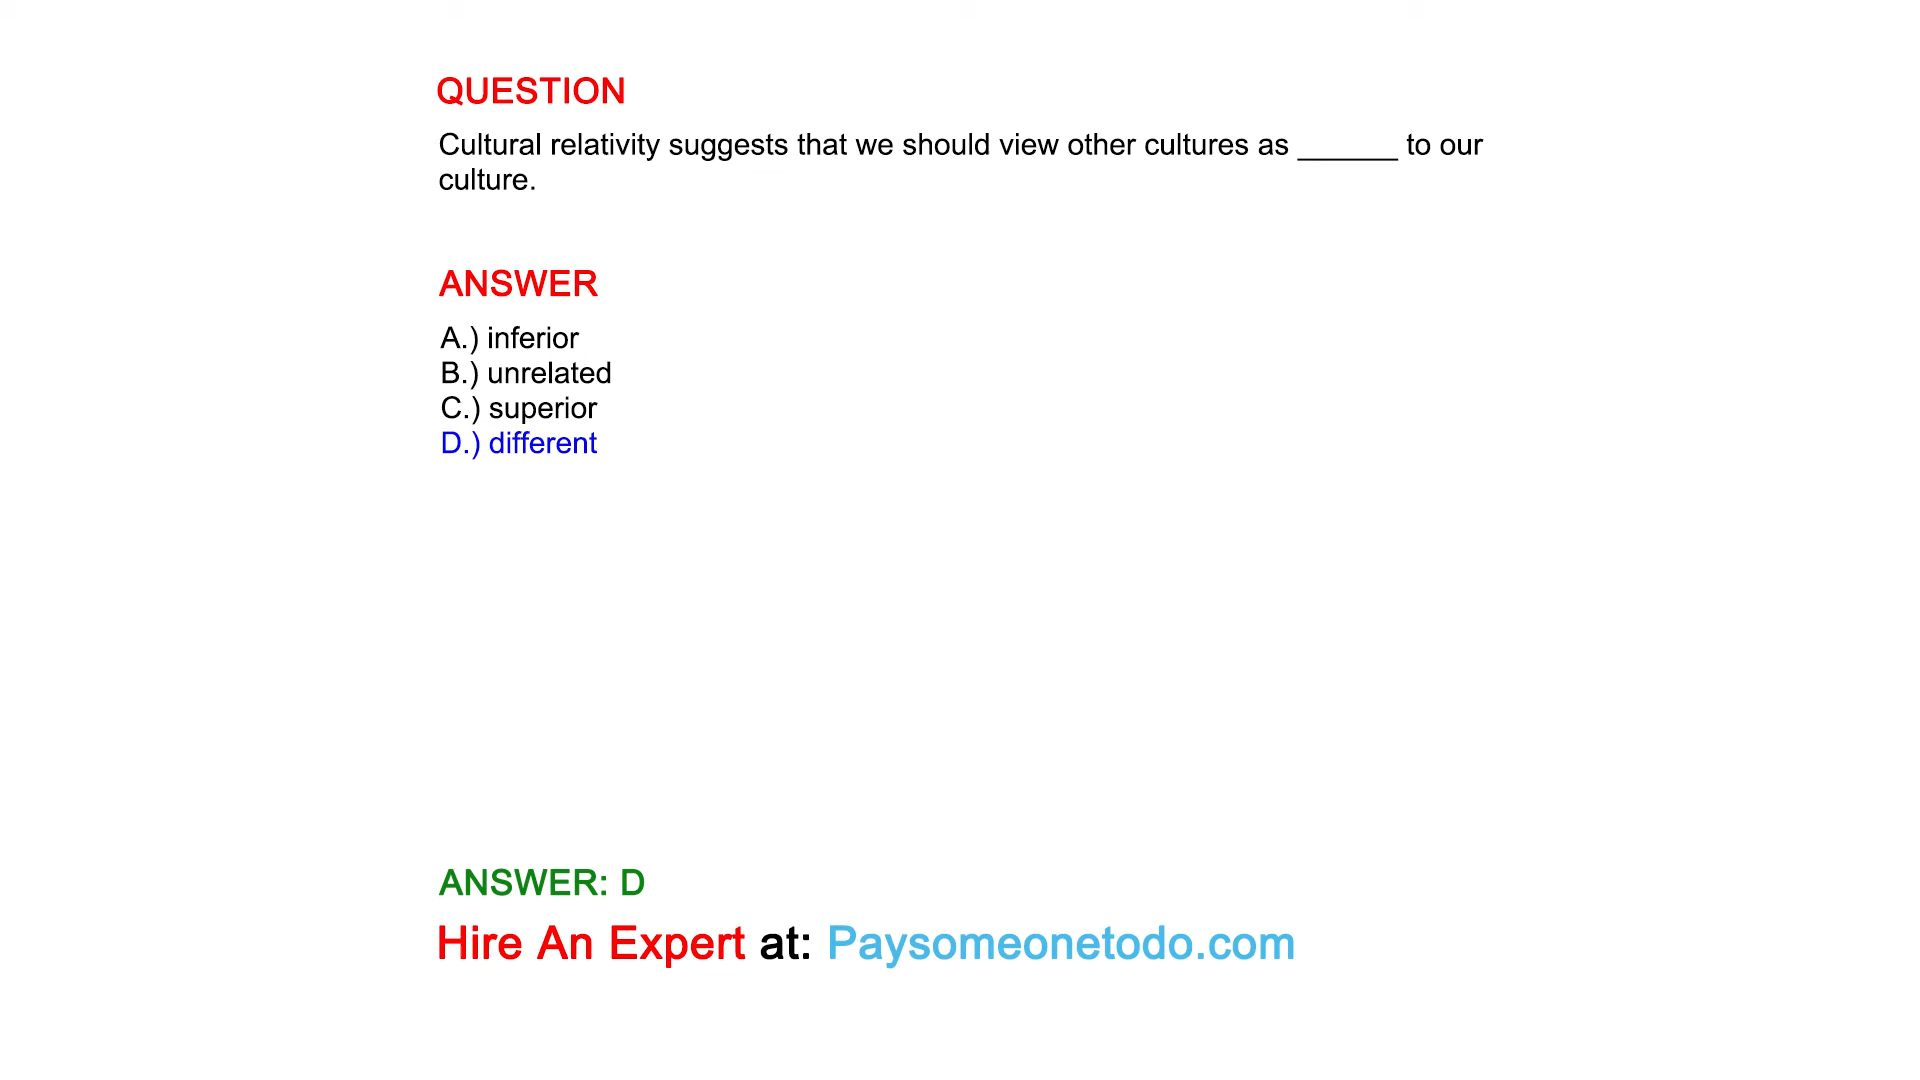 QUESTION
Cultural relativity suggests that we should view other cultures as ______ to our
culture.
ANSWER
A.) inferior
B.) unrelated
C.) superior
D.) different
ANSWER: D
Hire An Expert at: Paysomeonetodo.com